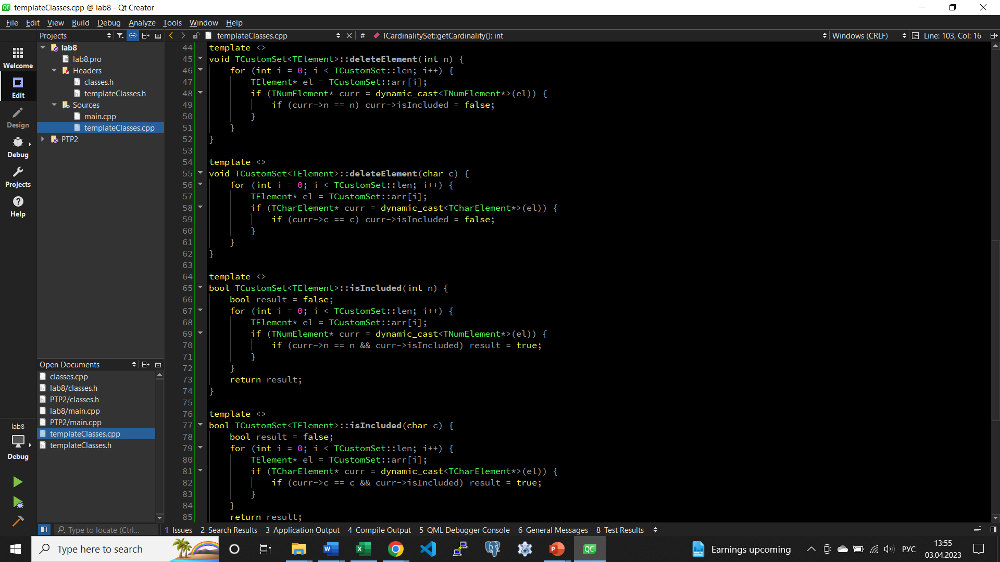 templateClasses.cpp @ lab8 - Qt Creator
File Edit View Build Debug Analyze Tools Window Help
Projects
templateClasses.cpp
# TCardinalitySet::getCardinality(): int
Windows (CRLF)
Line: 103, Col: 16
Welcome
Edit
Design
Debug
Projects
Help
lab8
lab8.pro
Headers
classes.h
templateClasses.h
Sources
main.cpp
templateClasses.cpp
PTP2
Open Documents
classes.cpp
lab8/classes.h
PTP2/classes.h
lab8/main.cpp
PTP2/main.cpp
templateClasses.cpp
templateClasses.h
lab8
Debug
44 template <>
45 void TCustomSet<TElement>::deleteElement(int n) {
46 for (int i = 0; i < TCustomSet::len; i++) {
47 TElement* el = TCustomSet::arr[i];
48 if (TNumElement* curr = dynamic_cast<TNumElement*>(el)) {
49 if (curr->n == n) curr->isIncluded = false;
50 }
51 }
52 }
53
54 template <>
55 void TCustomSet<TElement>::deleteElement(char c) {
56 for (int i = 0; i < TCustomSet::len; i++) {
57 TElement* el = TCustomSet::arr[i];
58 if (TCharElement* curr = dynamic_cast<TCharElement*>(el)) {
59 if (curr->c == c) curr->isIncluded = false;
60 }
61 }
62 }
63
64 template <>
65 bool TCustomSet<TElement>::isIncluded(int n) {
66 bool result = false;
67 for (int i = 0; i < TCustomSet::len; i++) {
68 TElement* el = TCustomSet::arr[i];
69 if (TNumElement* curr = dynamic_cast<TNumElement*>(el)) {
70 if (curr->n == n && curr->isIncluded) result = true;
71 }
72 }
73 return result;
74 }
75
76 template <>
77 bool TCustomSet<TElement>::isIncluded(char c) {
78 bool result = false;
79 for (int i = 0; i < TCustomSet::len; i++) {
80 TElement* el = TCustomSet::arr[i];
81 if (TCharElement* curr = dynamic_cast<TCharElement*>(el)) {
82 if (curr->c == c && curr->isIncluded) result = true;
83 }
84 }
85 return result;
Type to locate (Ctrl...
1 Issues 2 Search Results 3 Application Output 4 Compile Output 5 QML Debugger Console 6 General Messages 8 Test Results
Type here to search
Earnings upcoming
РУС
13:55
03.04.2023